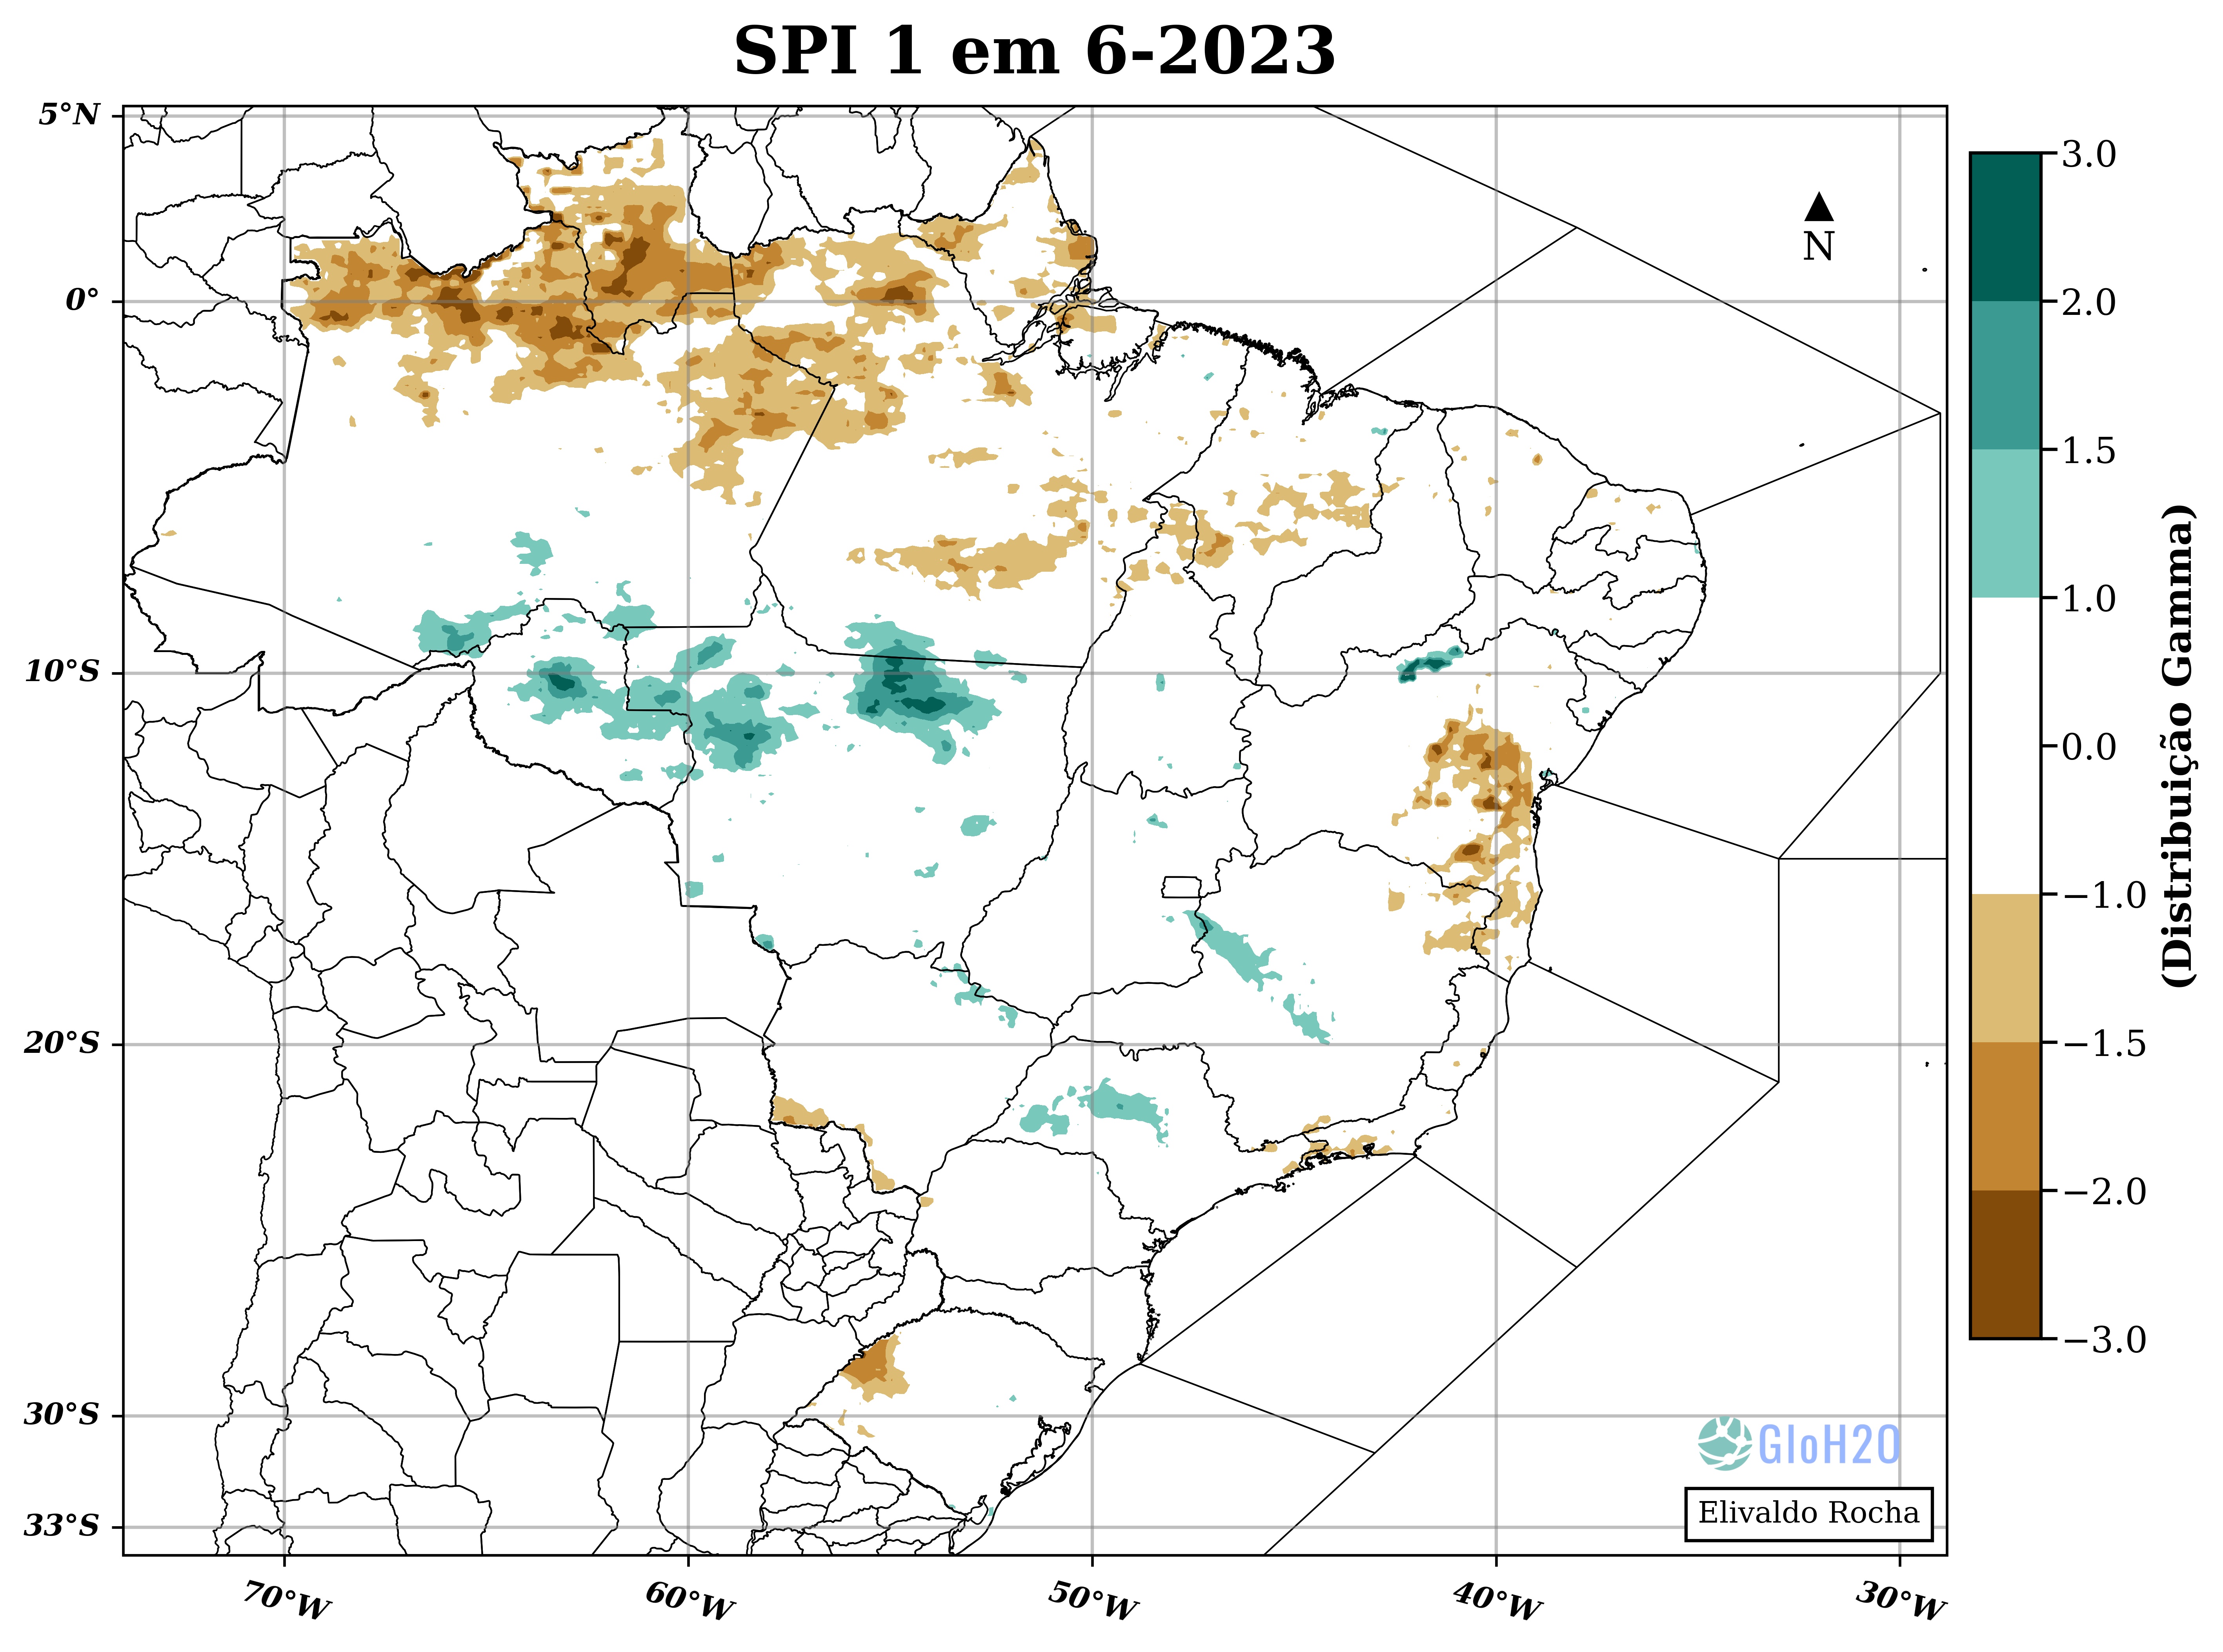 SPI 1 em 6-2023
5°N
0°
10°S
20°S
30°S
33°S
70°W
60°W
50°W
40°W
30°W
N
3.0
2.0
1.5
1.0
0.0
−1.0
−1.5
−2.0
−3.0
(Distribuição Gamma)
GloH2O
Elivaldo Rocha